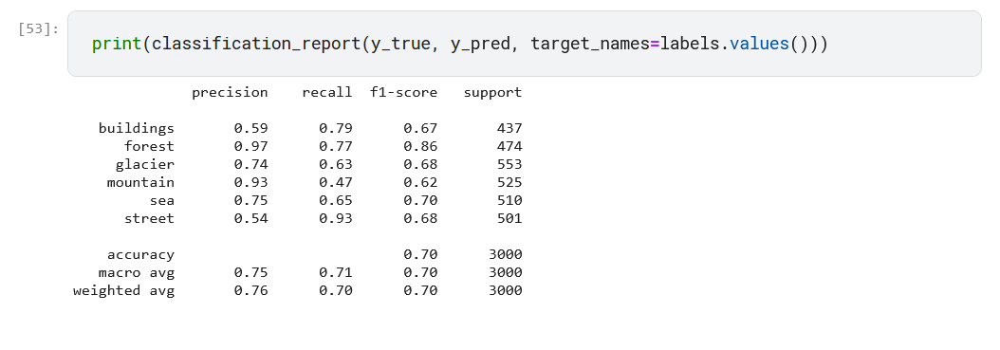 [53]:
print(classification_report(y_true, y_pred, target_names=labels.values()))
precision recall f1-score support
buildings 0.59 0.79 0.67 437
forest 0.97 0.77 0.86 474
glacier 0.74 0.63 0.68 553
mountain 0.93 0.47 0.62 525
sea 0.75 0.65 0.70 510
street 0.54 0.93 0.68 501
accuracy 0.70 3000
macro avg 0.75 0.71 0.70 3000
weighted avg 0.76 0.70 0.70 3000